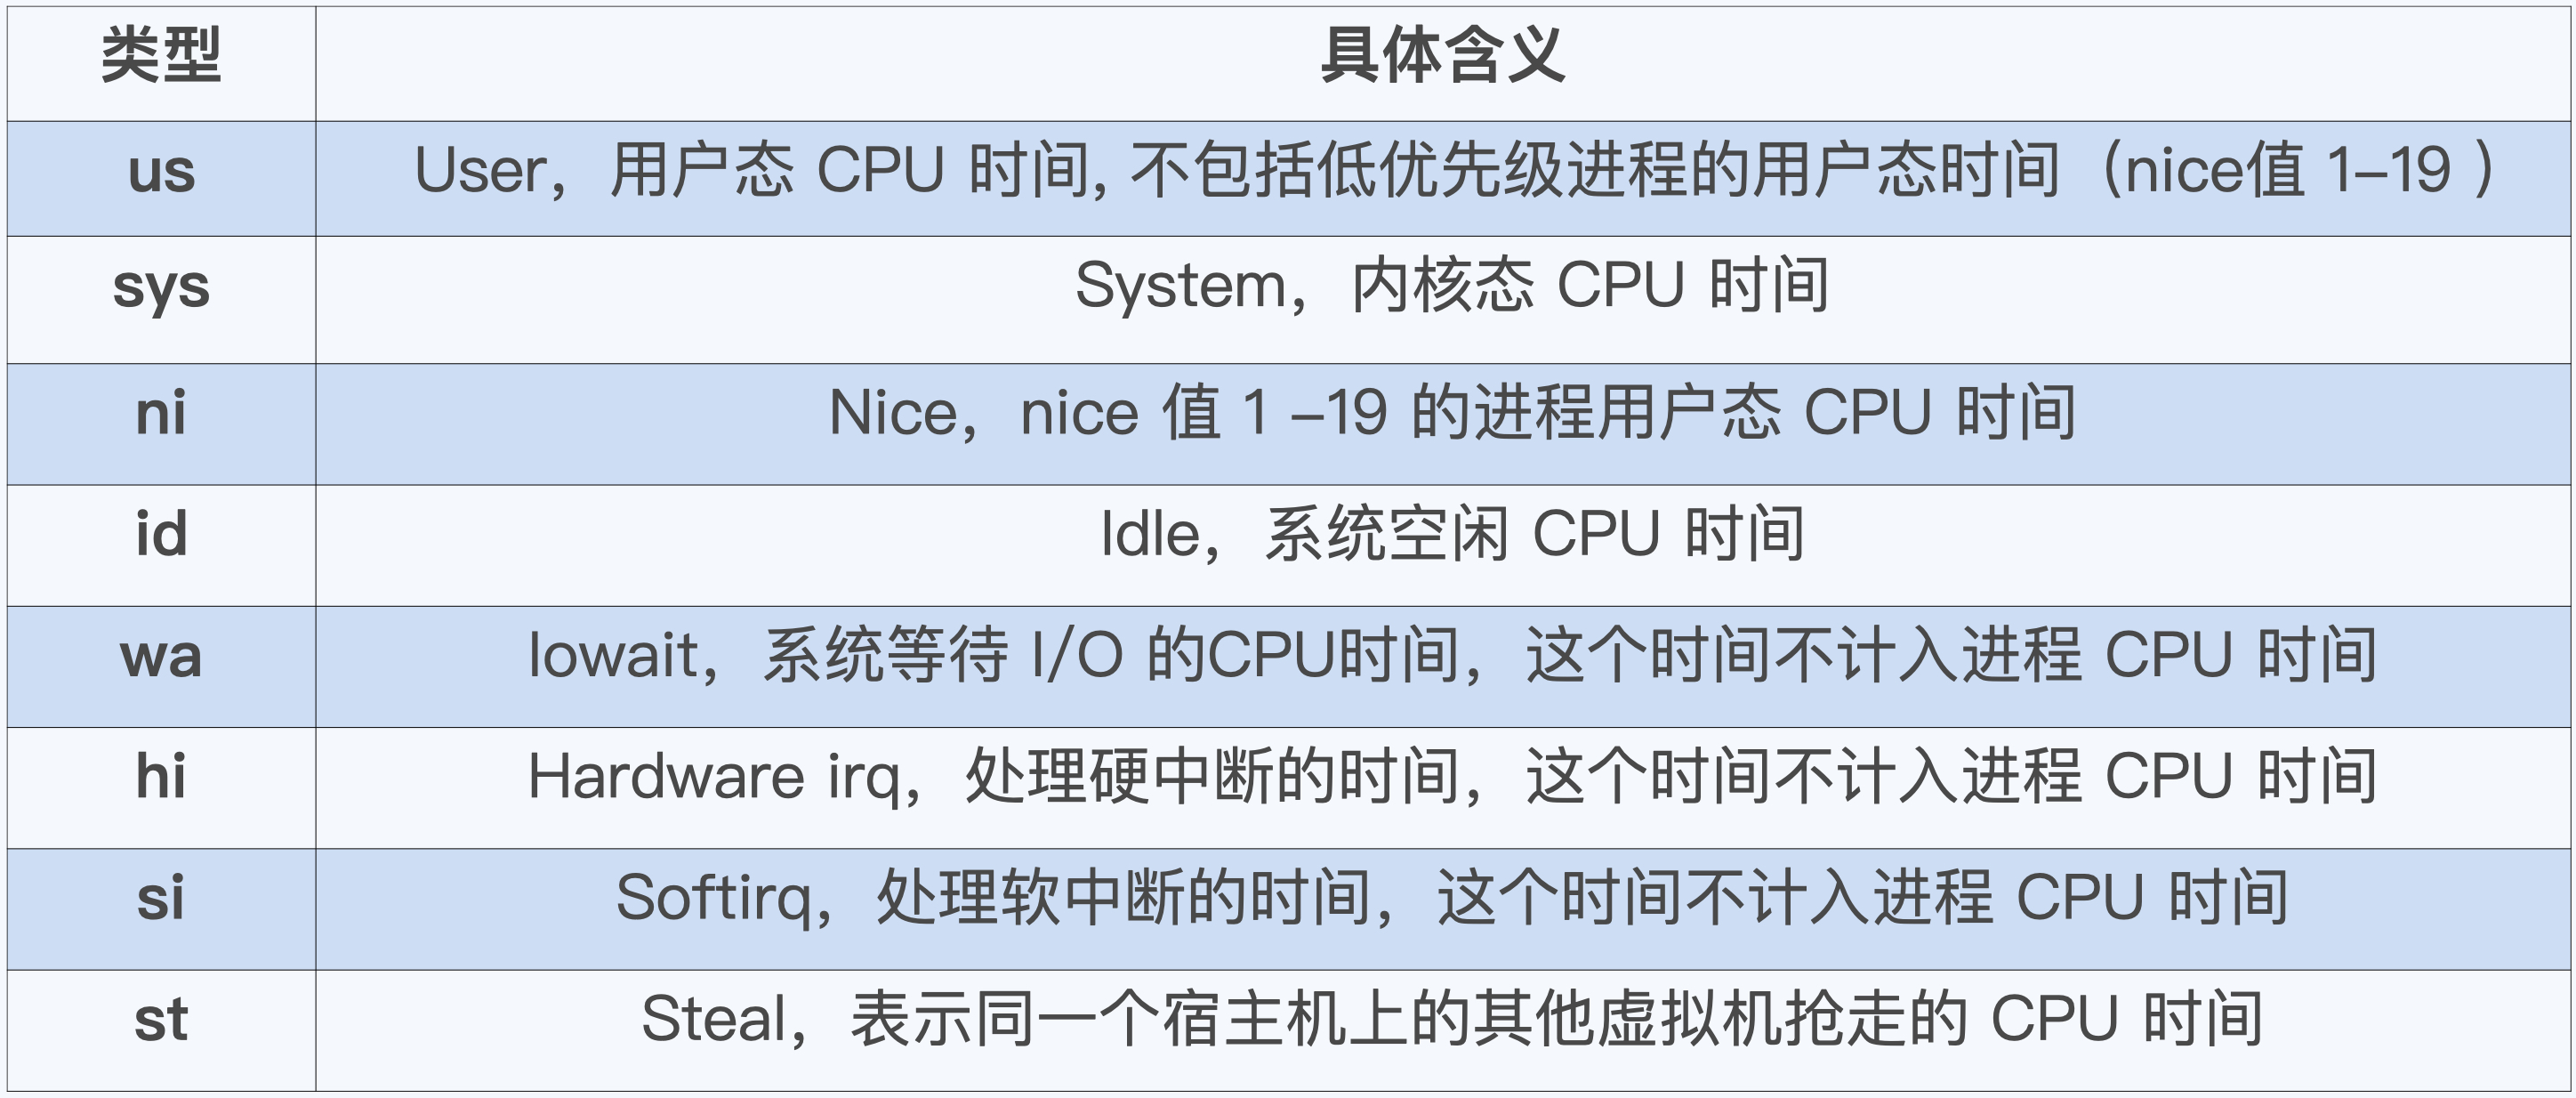 类型 具体含义
us User，用户态 CPU 时间, 不包括低优先级进程的用户态时间（nice值 1–19 ）
sys System，内核态 CPU 时间
ni Nice，nice 值 1 –19 的进程用户态 CPU 时间
id Idle，系统空闲 CPU 时间
wa Iowait，系统等待 I/O 的CPU时间，这个时间不计入进程 CPU 时间
hi Hardware irq，处理硬中断的时间，这个时间不计入进程 CPU 时间
si Softirq，处理软中断的时间，这个时间不计入进程 CPU 时间
st Steal，表示同一个宿主机上的其他虚拟机抢走的 CPU 时间